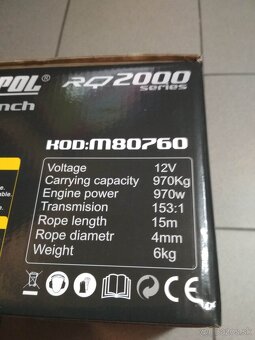 POL RQ2000
series
nch
KOD:M80760
Voltage 12V
Carrying capacity 970Kg
Engine power 970w
Transmision 153:1
Rope length 15m
Rope diametr 4mm
Weight 6kg